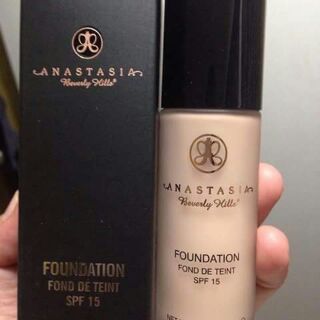 ANASTASIA
Beverly Hills®
FOUNDATION
FOND DE TEINT
SPF 15
ANASTASIA
Beverly Hills®
FOUNDATION
FOND DE TEINT
SPF 15